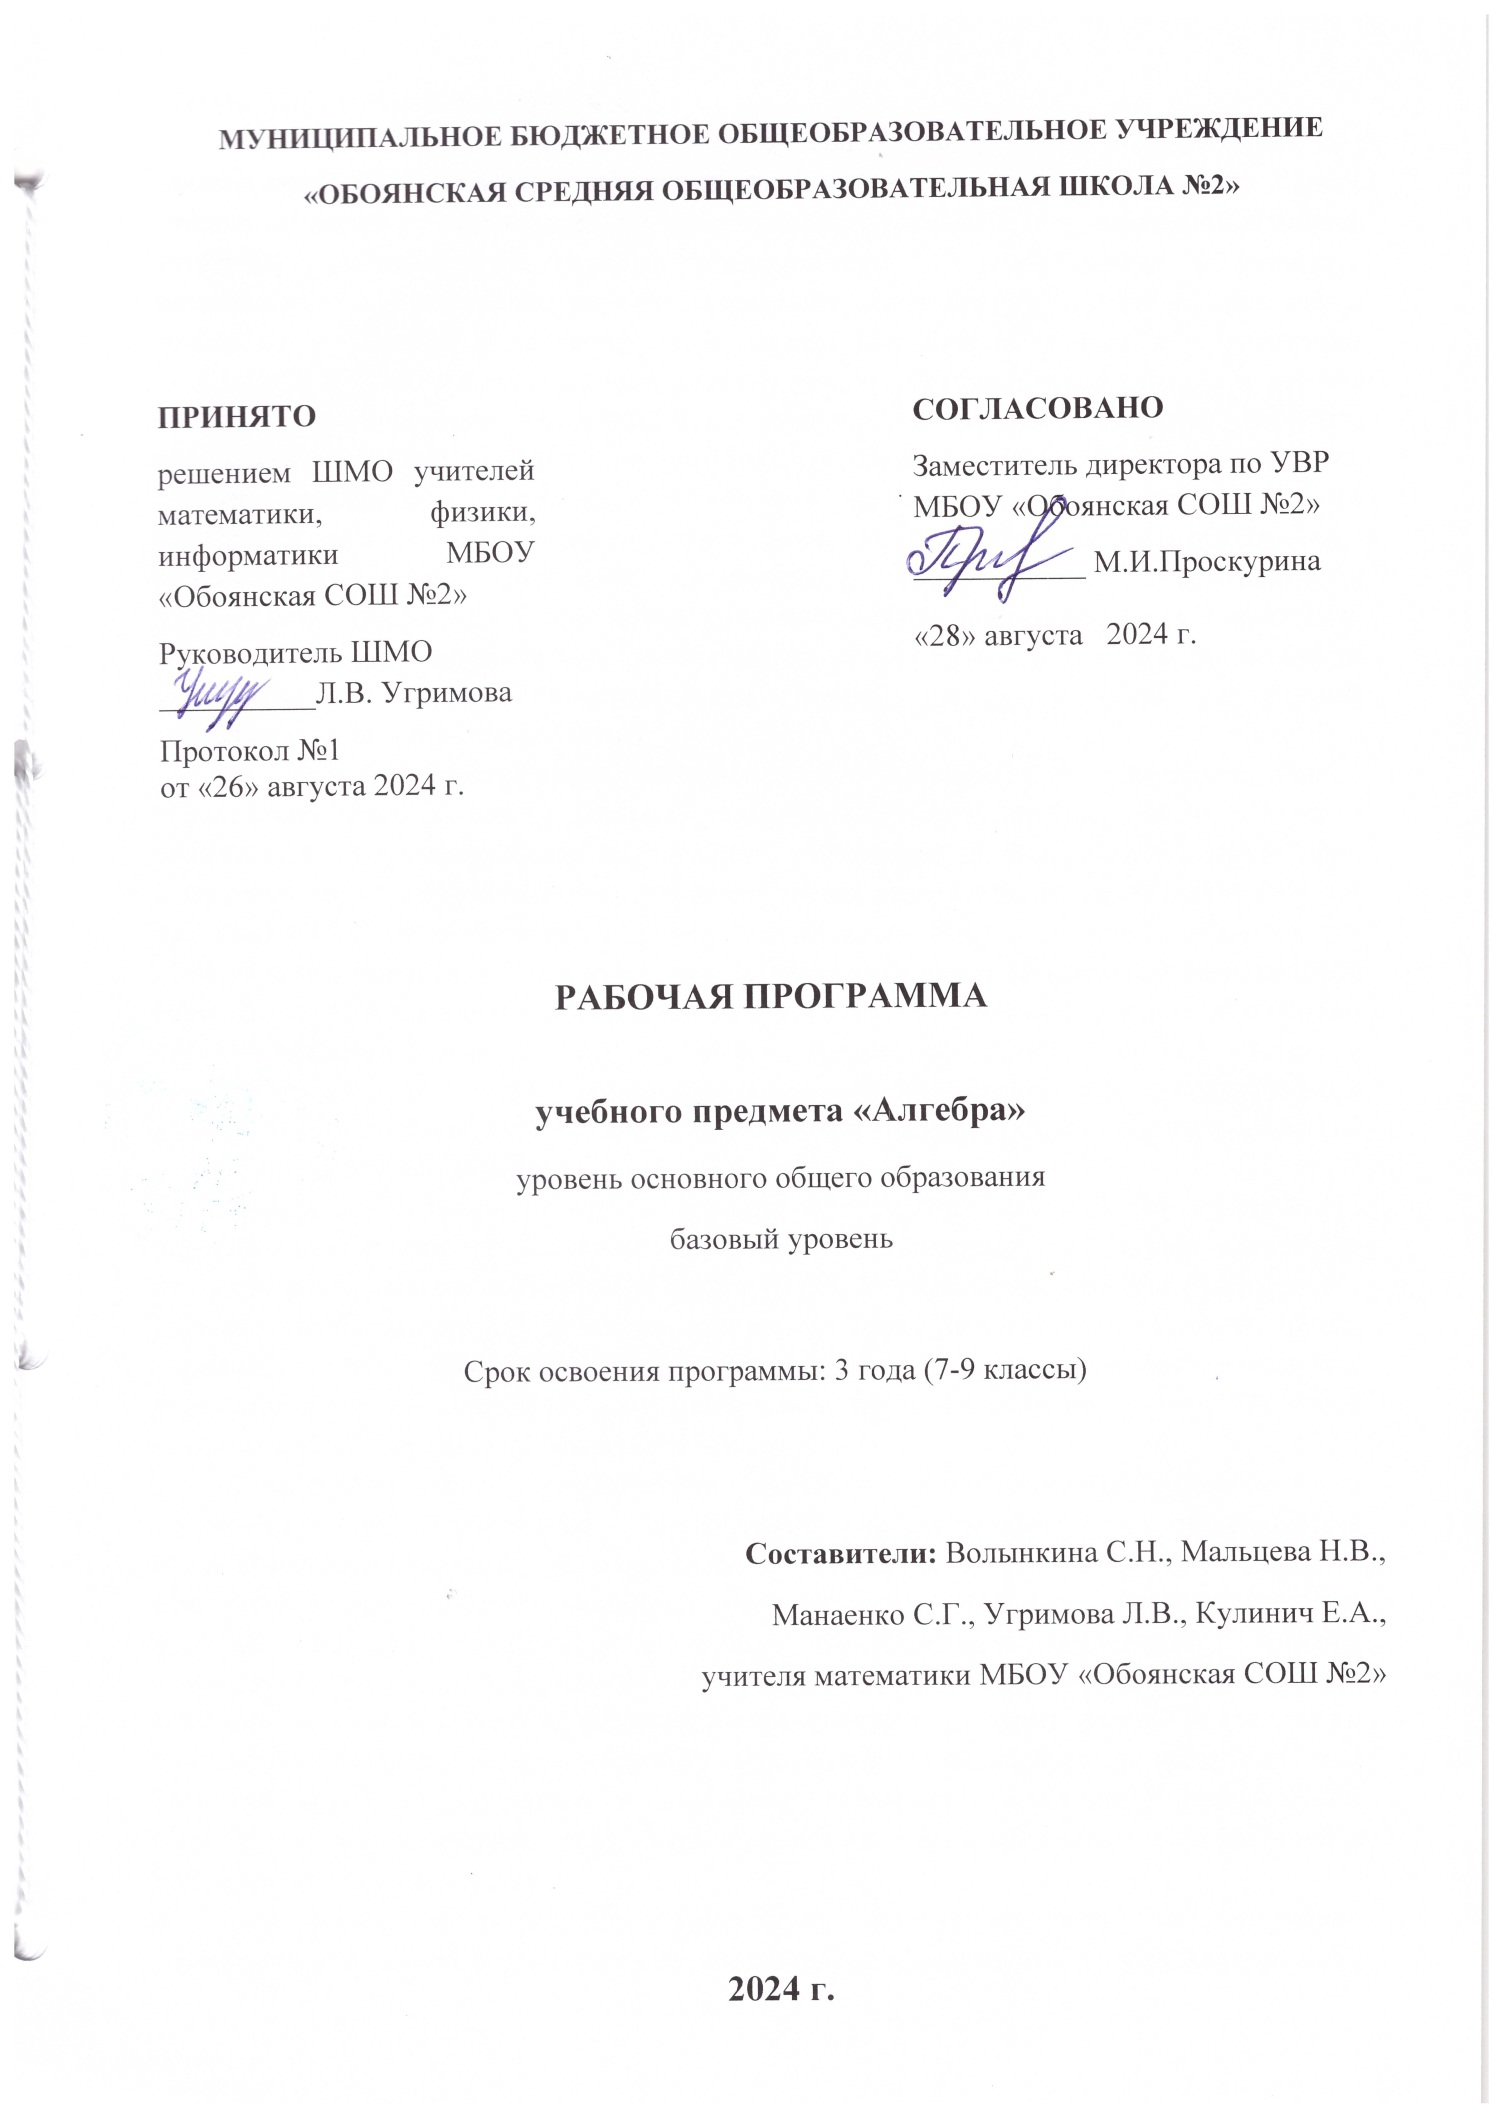 МУНИЦИПАЛЬНОЕ БЮДЖЕТНОЕ ОБЩЕОБРАЗОВАТЕЛЬНОЕ УЧРЕЖДЕНИЕ
«ОБОЯНСКАЯ СРЕДНЯЯ ОБЩЕОБРАЗОВАТЕЛЬНАЯ ШКОЛА №2»
ПРИНЯТО
решением ШМО учителей
математики, физики,
информатики МБОУ
«Обоянская СОШ №2»
Руководитель ШМО
__________Л.В. Угримова
Протокол №1
от «26» августа 2024 г.
СОГЛАСОВАНО
Заместитель директора по УВР
МБОУ «Обоянская СОШ №2»
___________ М.И.Проскурина
«28» августа 2024 г.
РАБОЧАЯ ПРОГРАММА
учебного предмета «Алгебра»
уровень основного общего образования
базовый уровень
Срок освоения программы: 3 года (7-9 классы)
Составители: Волынкина С.Н., Мальцева Н.В.,
Манаенко С.Г., Угримова Л.В., Кулинич Е.А.,
учителя математики МБОУ «Обоянская СОШ №2»
2024 г.